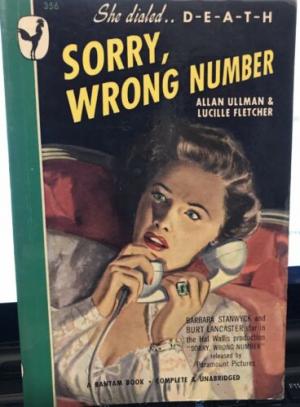 356
She dialed.. D-E-A-T-H
SORRY,
WRONG NUMBER
ALLAN ULLMAN &
LUCILLE FLETCHER
BARBARA STANWYCK and
BURT LANCASTER star in
the Hal Wallis production
"SORRY, WRONG NUMBER"
released by
Paramount Pictures
A BANTAM BOOK • COMPLETE & UNABRIDGED